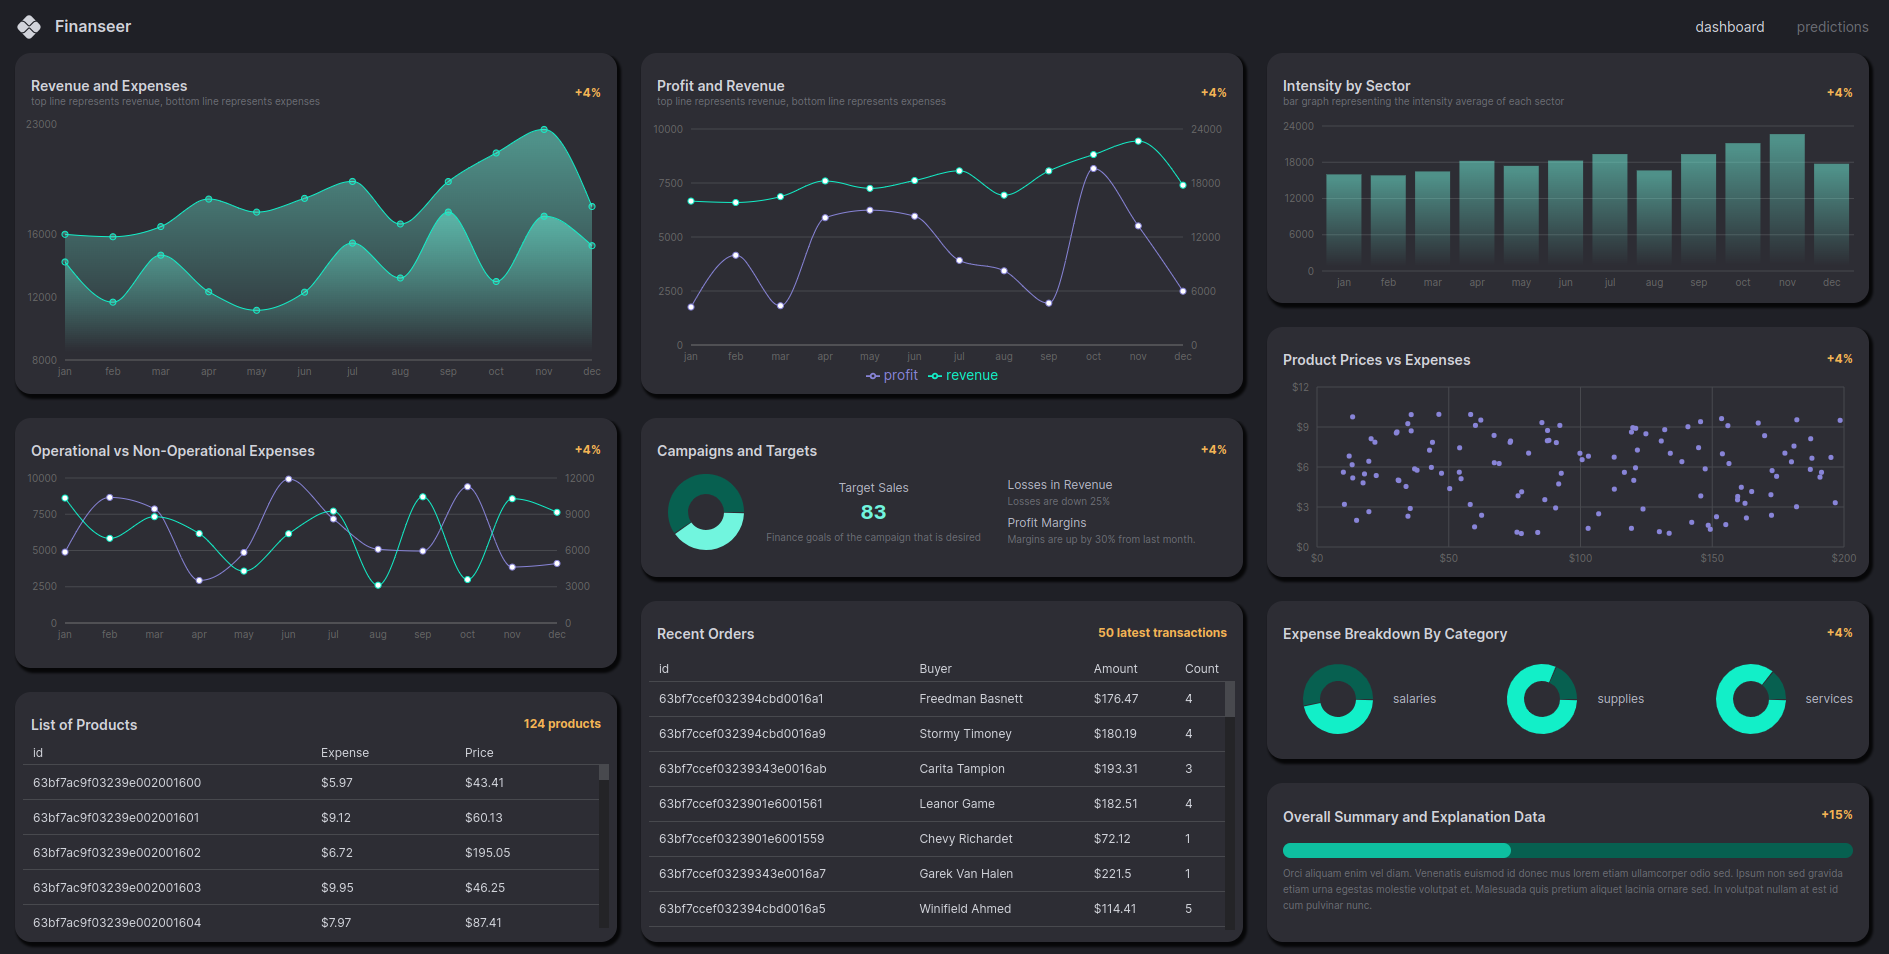 Finanseer
dashboard predictions
Revenue and Expenses
top line represents revenue, bottom line represents expenses
+4%
23000
16000
12000
8000
jan feb mar apr may jun jul aug sep oct nov dec
Operational vs Non-Operational Expenses
+4%
10000 12000
7500 9000
5000 6000
2500 3000
0 0
jan feb mar apr may jun jul aug sep oct nov dec
List of Products
124 products
id Expense Price
63bf7ac9f03239e002001600 $5.97 $43.41
63bf7ac9f03239e002001601 $9.12 $60.13
63bf7ac9f03239e002001602 $6.72 $195.05
63bf7ac9f03239e002001603 $9.95 $46.25
63bf7ac9f03239e002001604 $7.97 $87.41
Profit and Revenue
top line represents revenue, bottom line represents expenses
+4%
10000 24000
7500 18000
5000 12000
2500 6000
0 0
jan feb mar apr may jun jul aug sep oct nov dec
profit revenue
Campaigns and Targets
+4%
Target Sales
83
Finance goals of the campaign that is desired
Losses in Revenue
Losses are down 25%
Profit Margins
Margins are up by 30% from last month.
Recent Orders
50 latest transactions
id Buyer Amount Count
63bf7ccef032394cbd0016a1 Freedman Basnett $176.47 4
63bf7ccef032394cbd0016a9 Stormy Timoney $180.19 4
63bf7ccef03239343e0016ab Carita Tampion $193.31 3
63bf7ccef0323901e6001561 Leanor Game $182.51 4
63bf7ccef0323901e6001559 Chevy Richardet $72.12 1
63bf7ccef03239343e0016a7 Garek Van Halen $221.5 1
63bf7ccef032394cbd0016a5 Winifield Ahmed $114.41 5
Intensity by Sector
bar graph representing the intensity average of each sector
+4%
24000
18000
12000
6000
0
jan feb mar apr may jun jul aug sep oct nov dec
Product Prices vs Expenses
+4%
$12
$9
$6
$3
$0
$0 $50 $100 $150 $200
Expense Breakdown By Category
+4%
salaries supplies services
Overall Summary and Explanation Data
+15%
Orci aliquam enim vel diam. Venenatis euismod id donec mus lorem etiam ullamcorper odio sed. Ipsum non sed gravida
etiam urna egestas molestie volutpat et. Malesuada quis pretium aliquet lacinia ornare sed. In volutpat nullam at est id
cum pulvinar nunc.